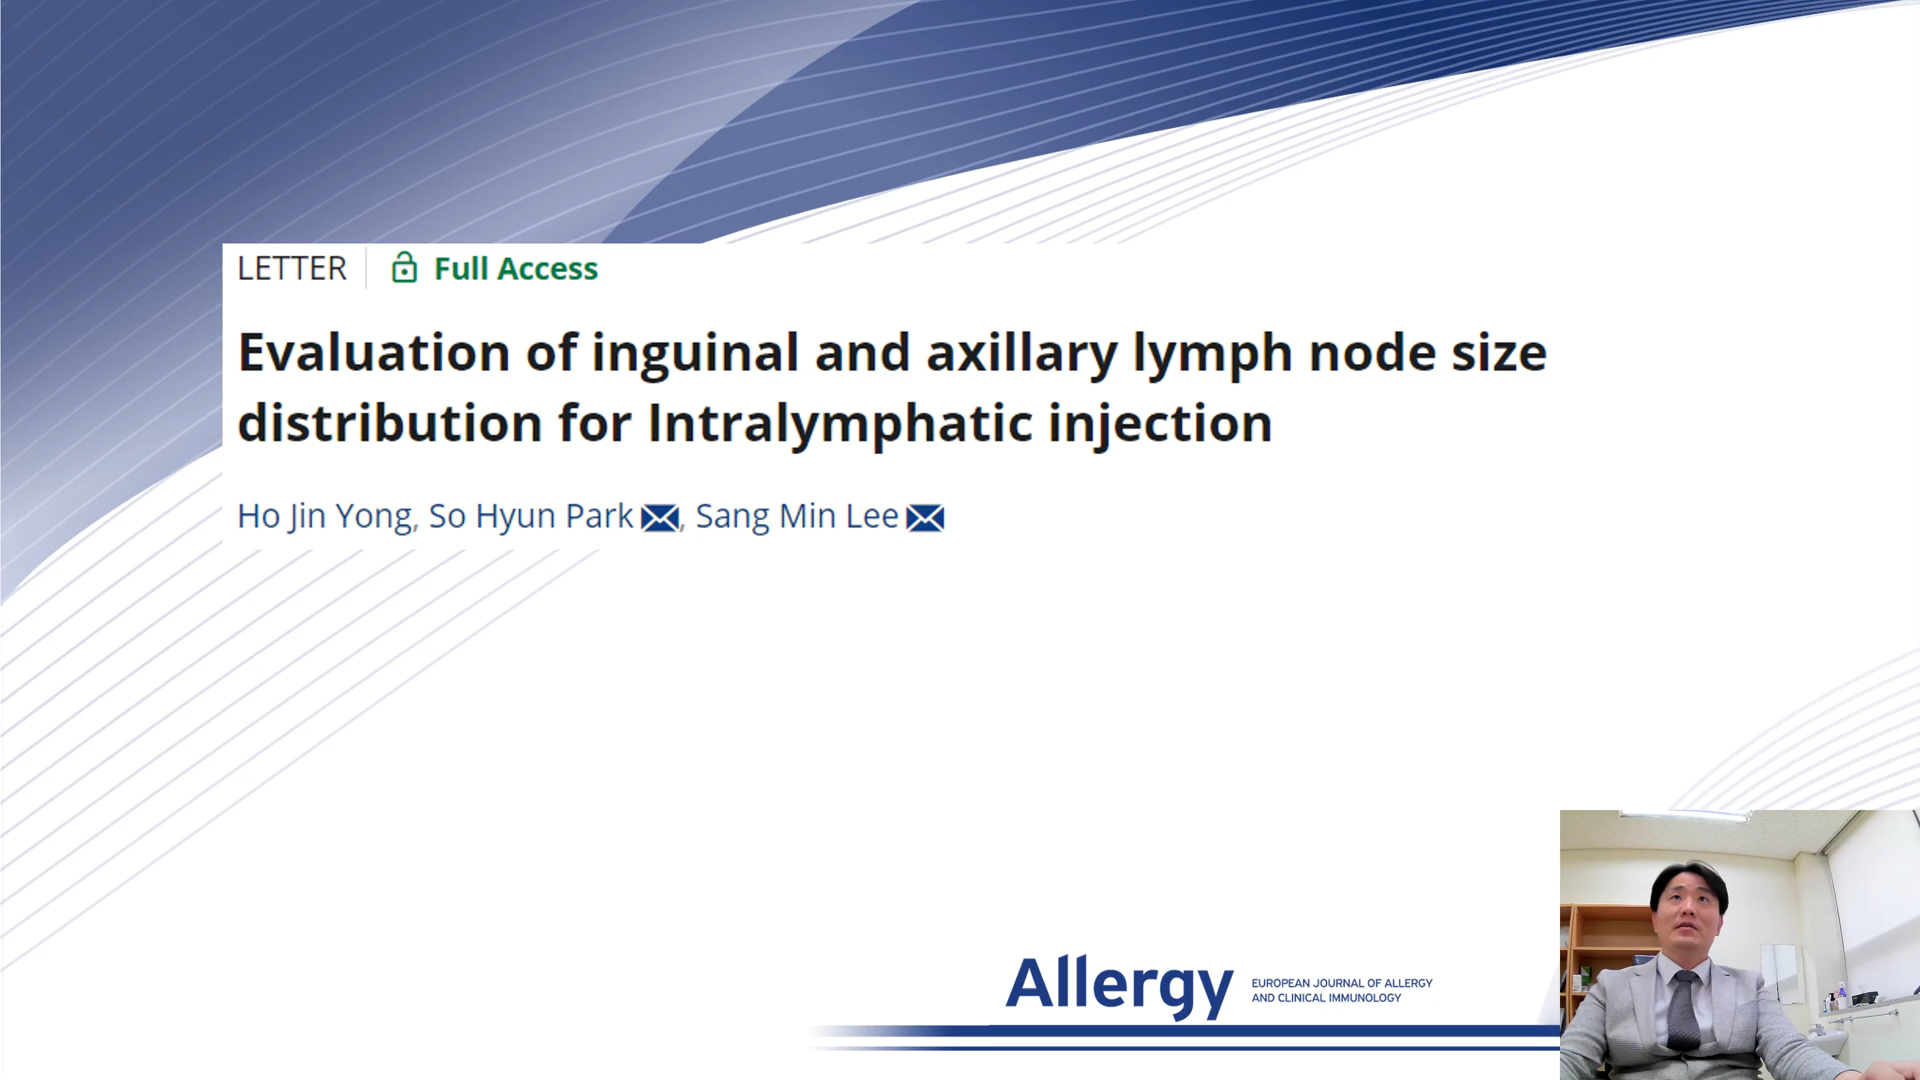 LETTER Full Access
Evaluation of inguinal and axillary lymph node size
distribution for Intralymphatic injection
Ho Jin Yong, So Hyun Park, Sang Min Lee
Allergy
EUROPEAN JOURNAL OF ALLERGY
AND CLINICAL IMMUNOLOGY